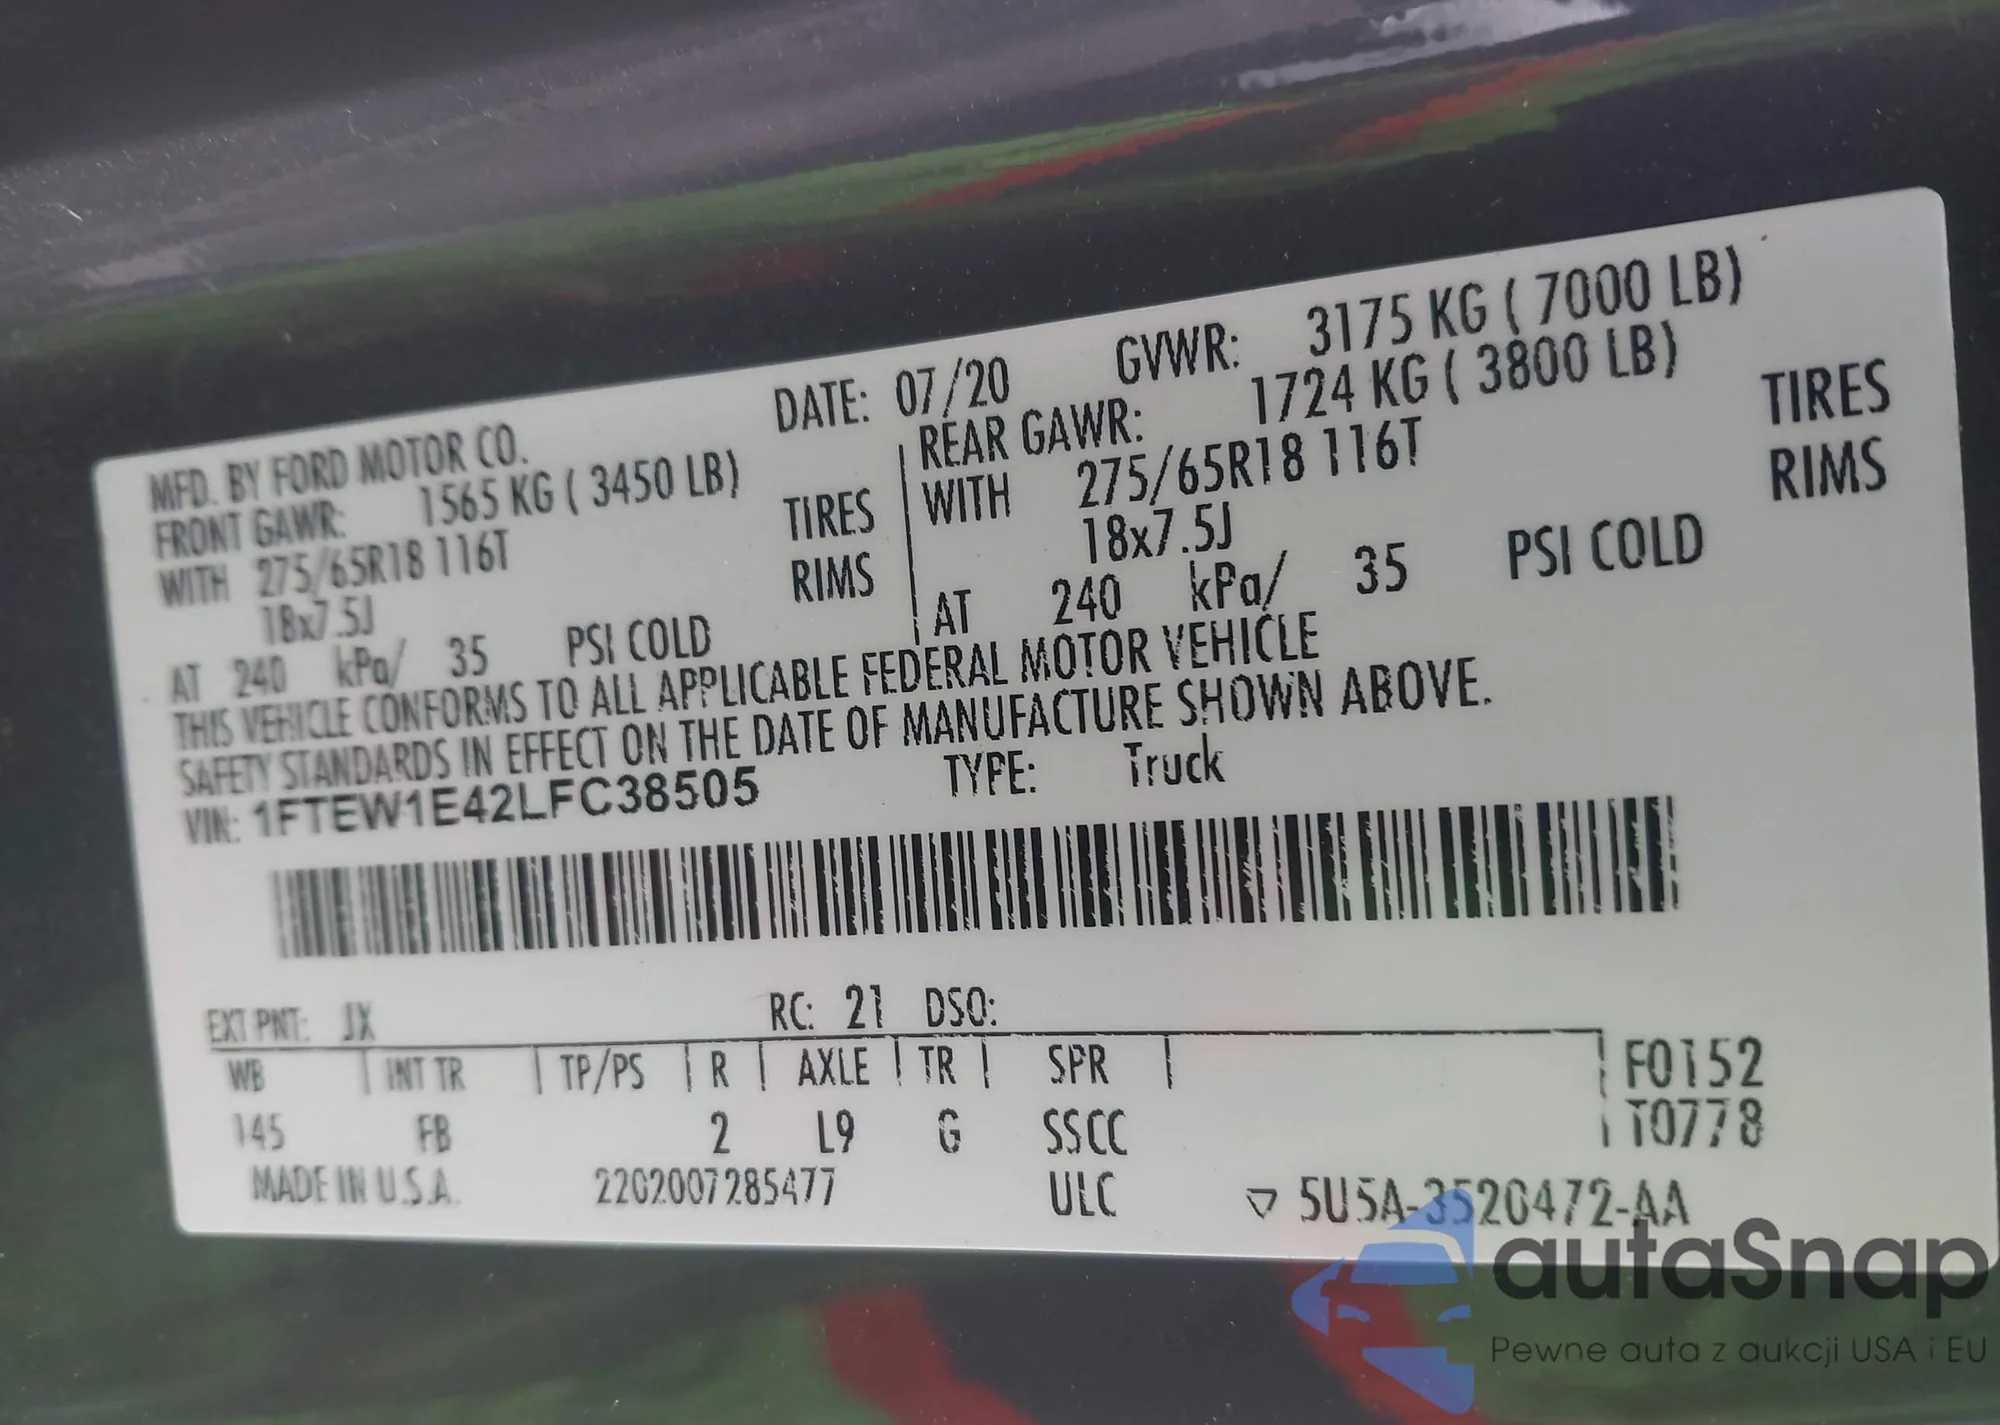 MFD. BY FORD MOTOR CO. DATE: 07/20 GVWR: 3175 KG ( 7000 LB)
FRONT GAWR: 1565 KG ( 3450 LB) REAR GAWR: 1724 KG ( 3800 LB)
WITH 275/65R18 116T TIRES WITH 275/65R18 116T TIRES
18x7.5J RIMS 18x7.5J RIMS
AT 240 kPa/ 35 PSI COLD AT 240 kPa/ 35 PSI COLD
THIS VEHICLE CONFORMS TO ALL APPLICABLE FEDERAL MOTOR VEHICLE
SAFETY STANDARDS IN EFFECT ON THE DATE OF MANUFACTURE SHOWN ABOVE.
VIN: 1FTEW1E42LFC38505 TYPE: Truck
EXT PNT: JX RC: 21 DSO:
WB INT TR TP/PS R AXLE TR SPR F0152
145 FB 2 L9 G SSCC T0778
MADE IN U.S.A. 2202007285477 ULC ▽ 5U5A-3520472-AA
autaSnap
Pewne auta z aukcji USA i EU